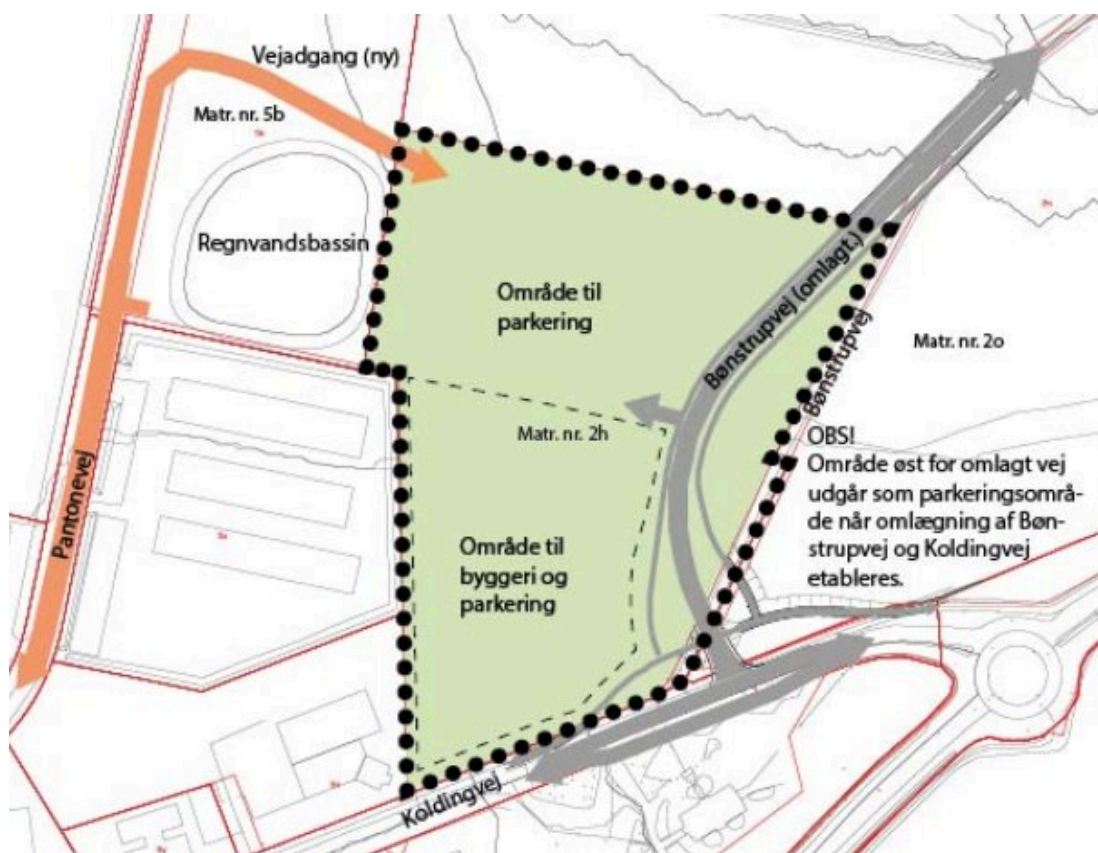 Vejadgang (ny)
Matr. nr. 5b
Regnvandsbassin
Område til
parkering
Bønstrupvej (omlagt.)
Bønstrupvej
Matr. nr. 2o
Matr. nr. 2h
OBS!
Område øst for omlagt vej
udgår som parkeringsområ-
de når omlægning af Bøn-
strupvej og Koldingvej
etableres.
Område til
byggeri og
parkering
Pantonevej
Koldingvej